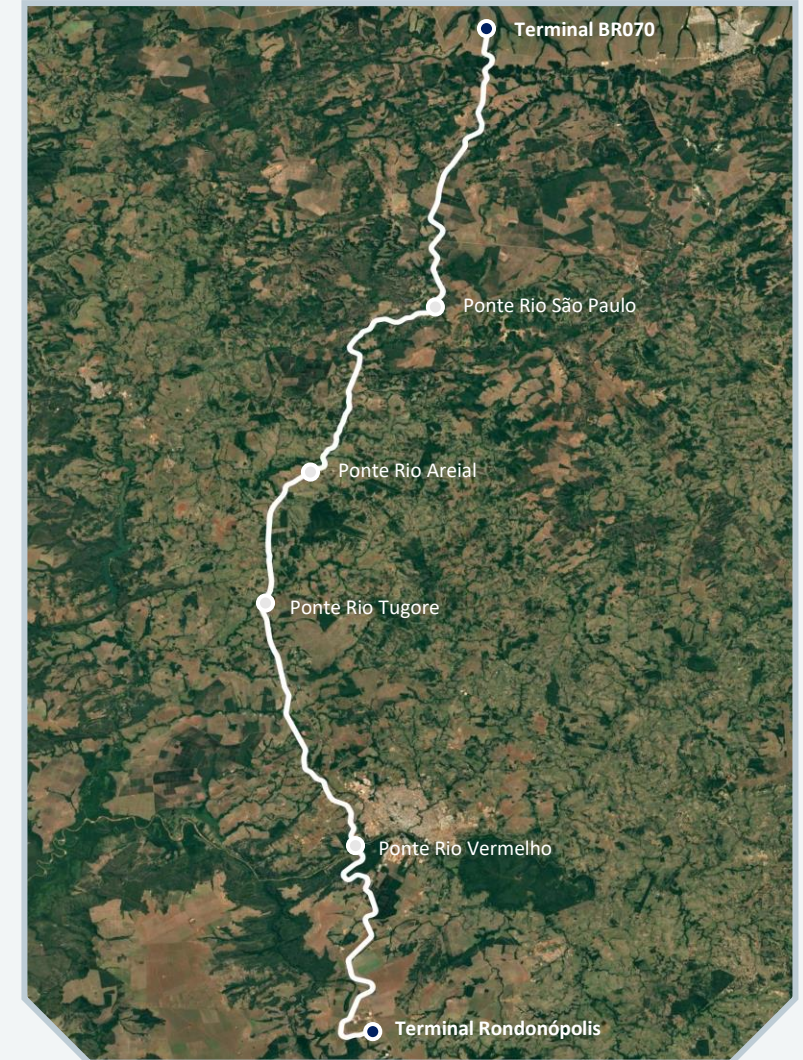 Terminal BR070
Ponte Rio São Paulo
Ponte Rio Areial
Ponte Rio Tugore
Ponte Rio Vermelho
Terminal Rondonópolis